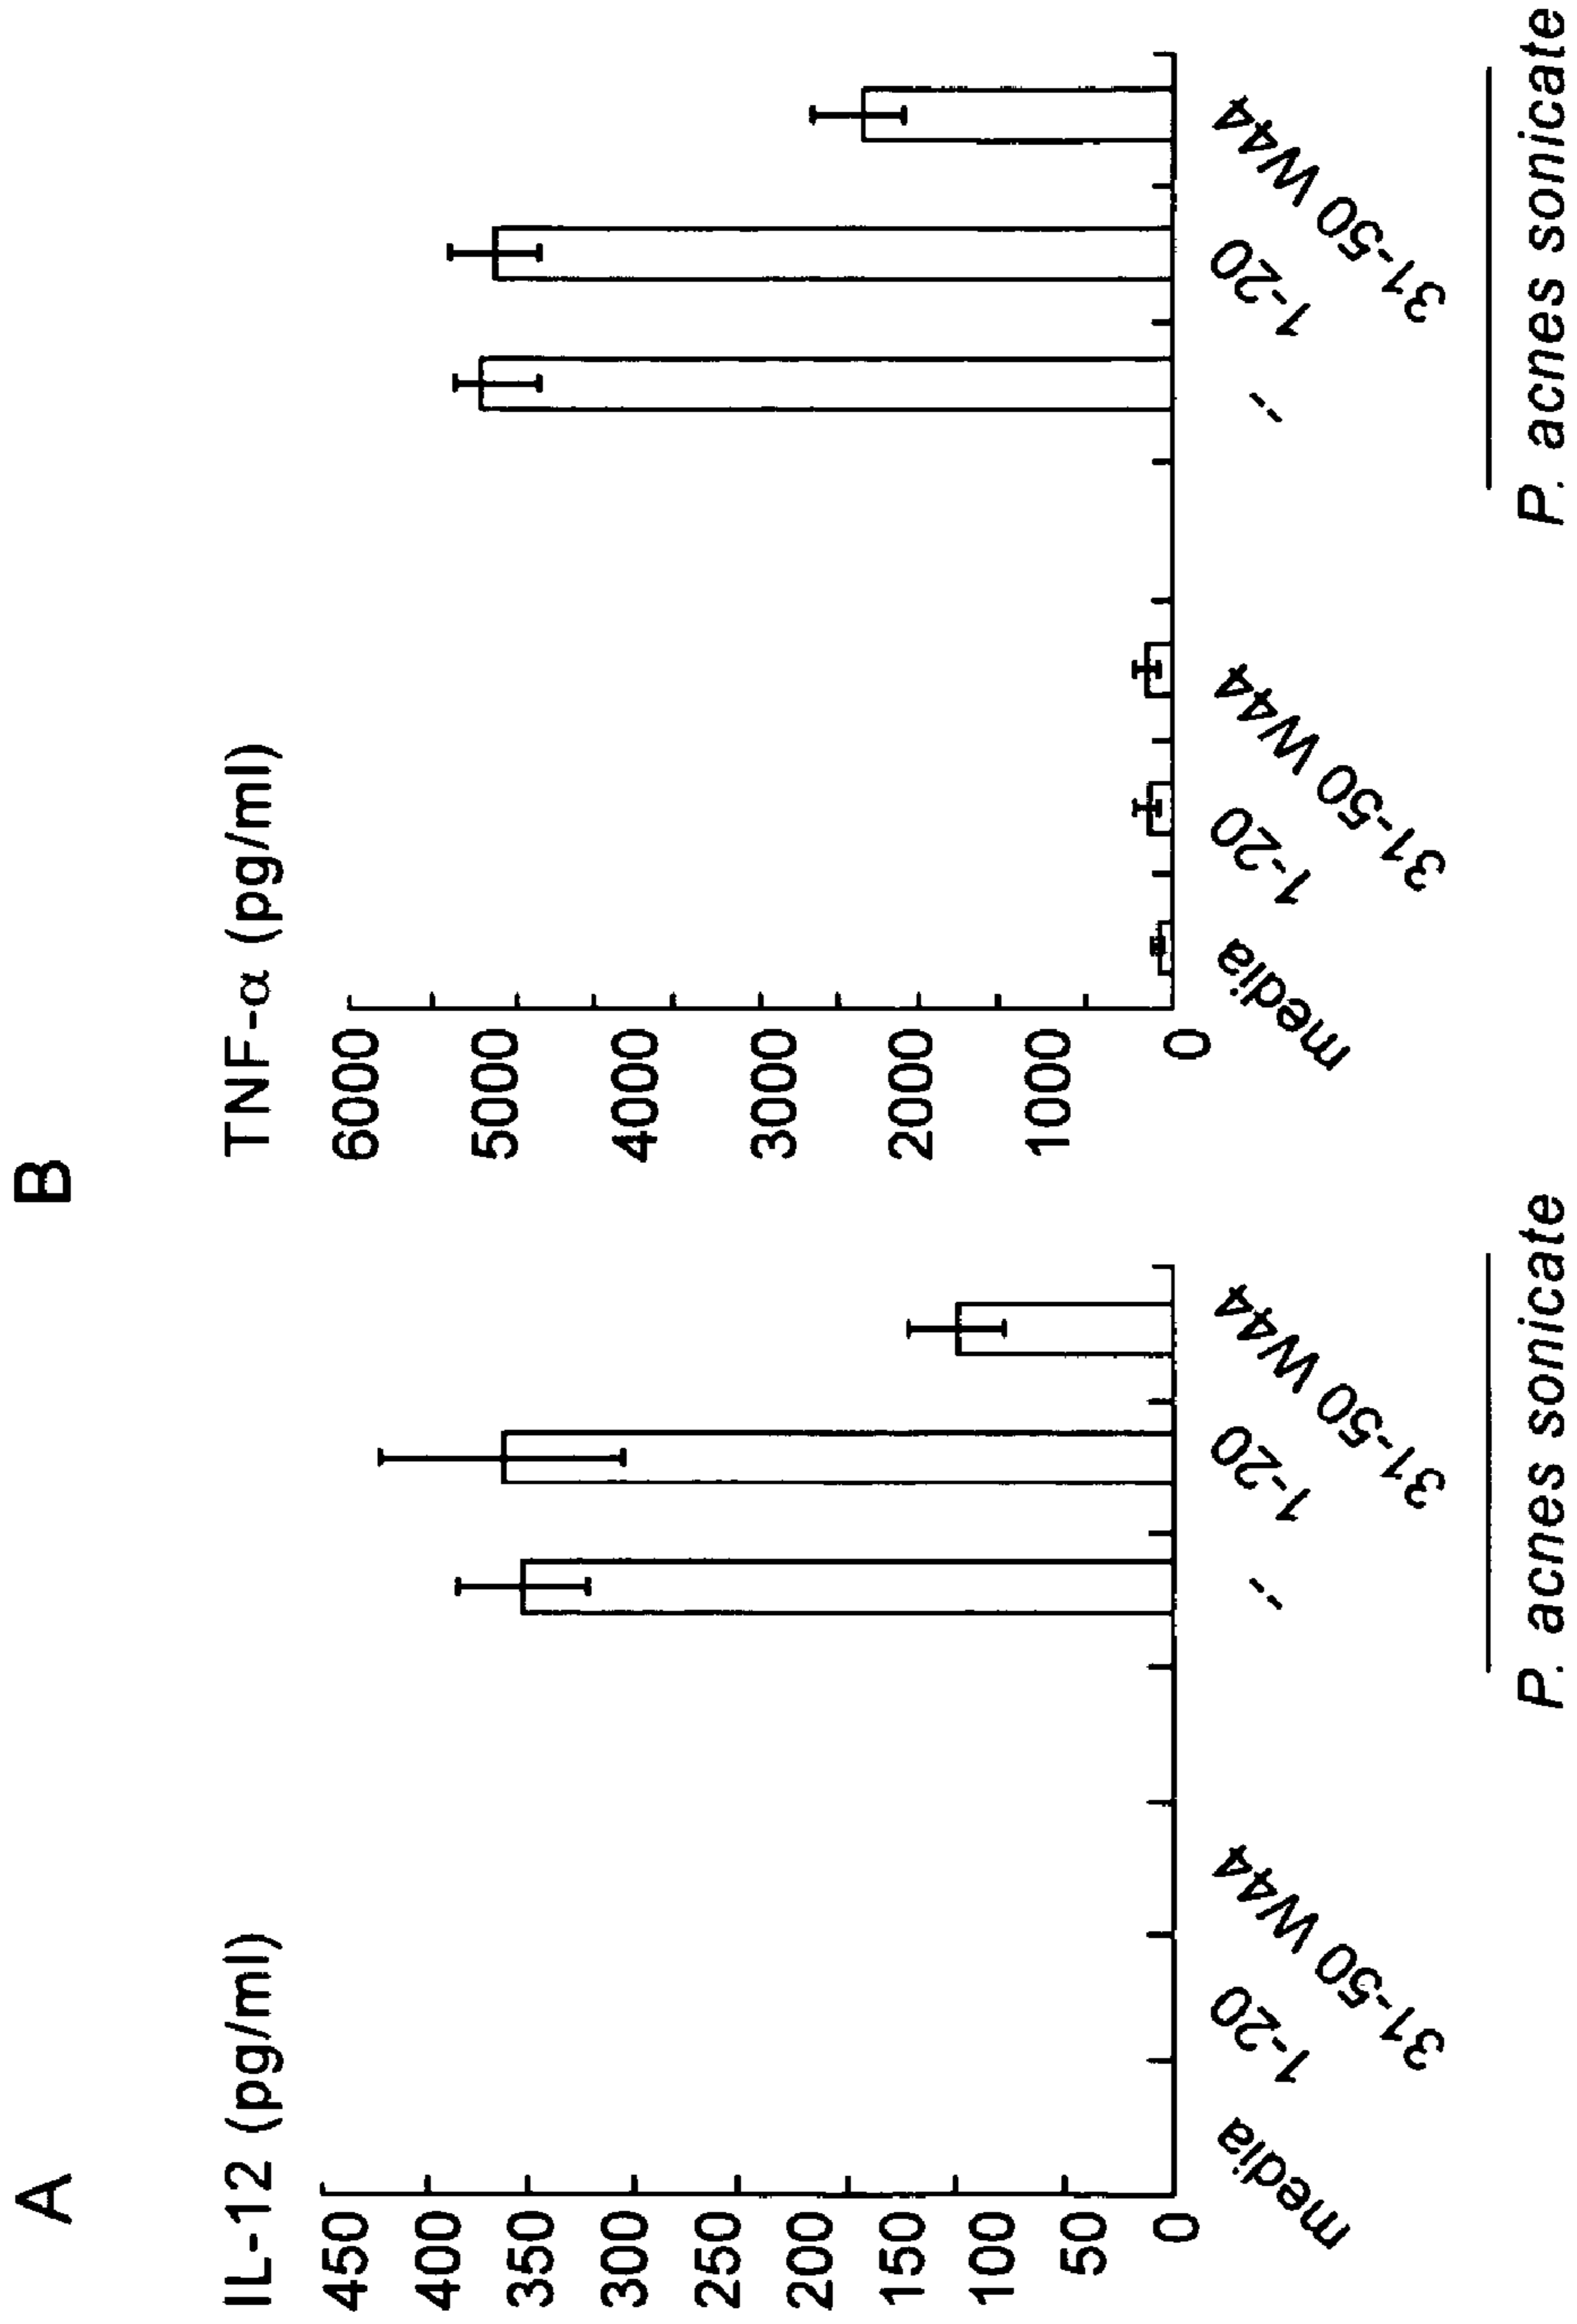 A
IL-12 (pg/ml)
450
400
350
300
250
200
150
100
50
0
media
1-20
31-50 W44
--
1-20
31-50 W44
P. acnes sonicate
B
TNF-α (pg/ml)
6000
5000
4000
3000
2000
1000
0
media
1-20
31-50 W44
--
1-20
31-50 W44
P. acnes sonicate